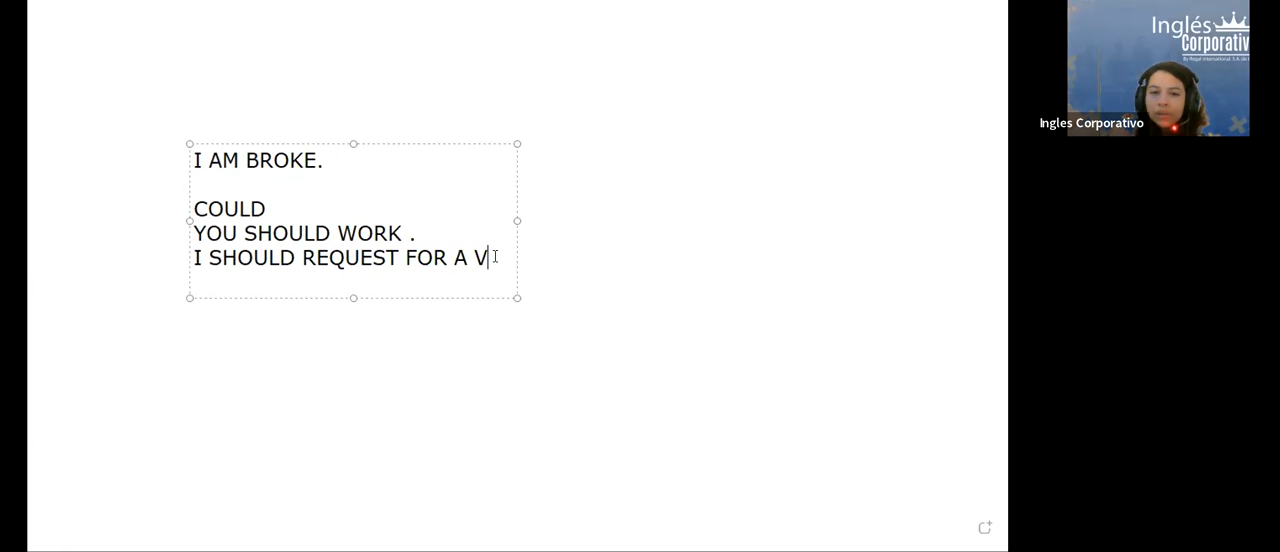 I AM BROKE.
COULD
YOU SHOULD WORK .
I SHOULD REQUEST FOR A V
Inglés
Corporativ
Ingles Corporativo